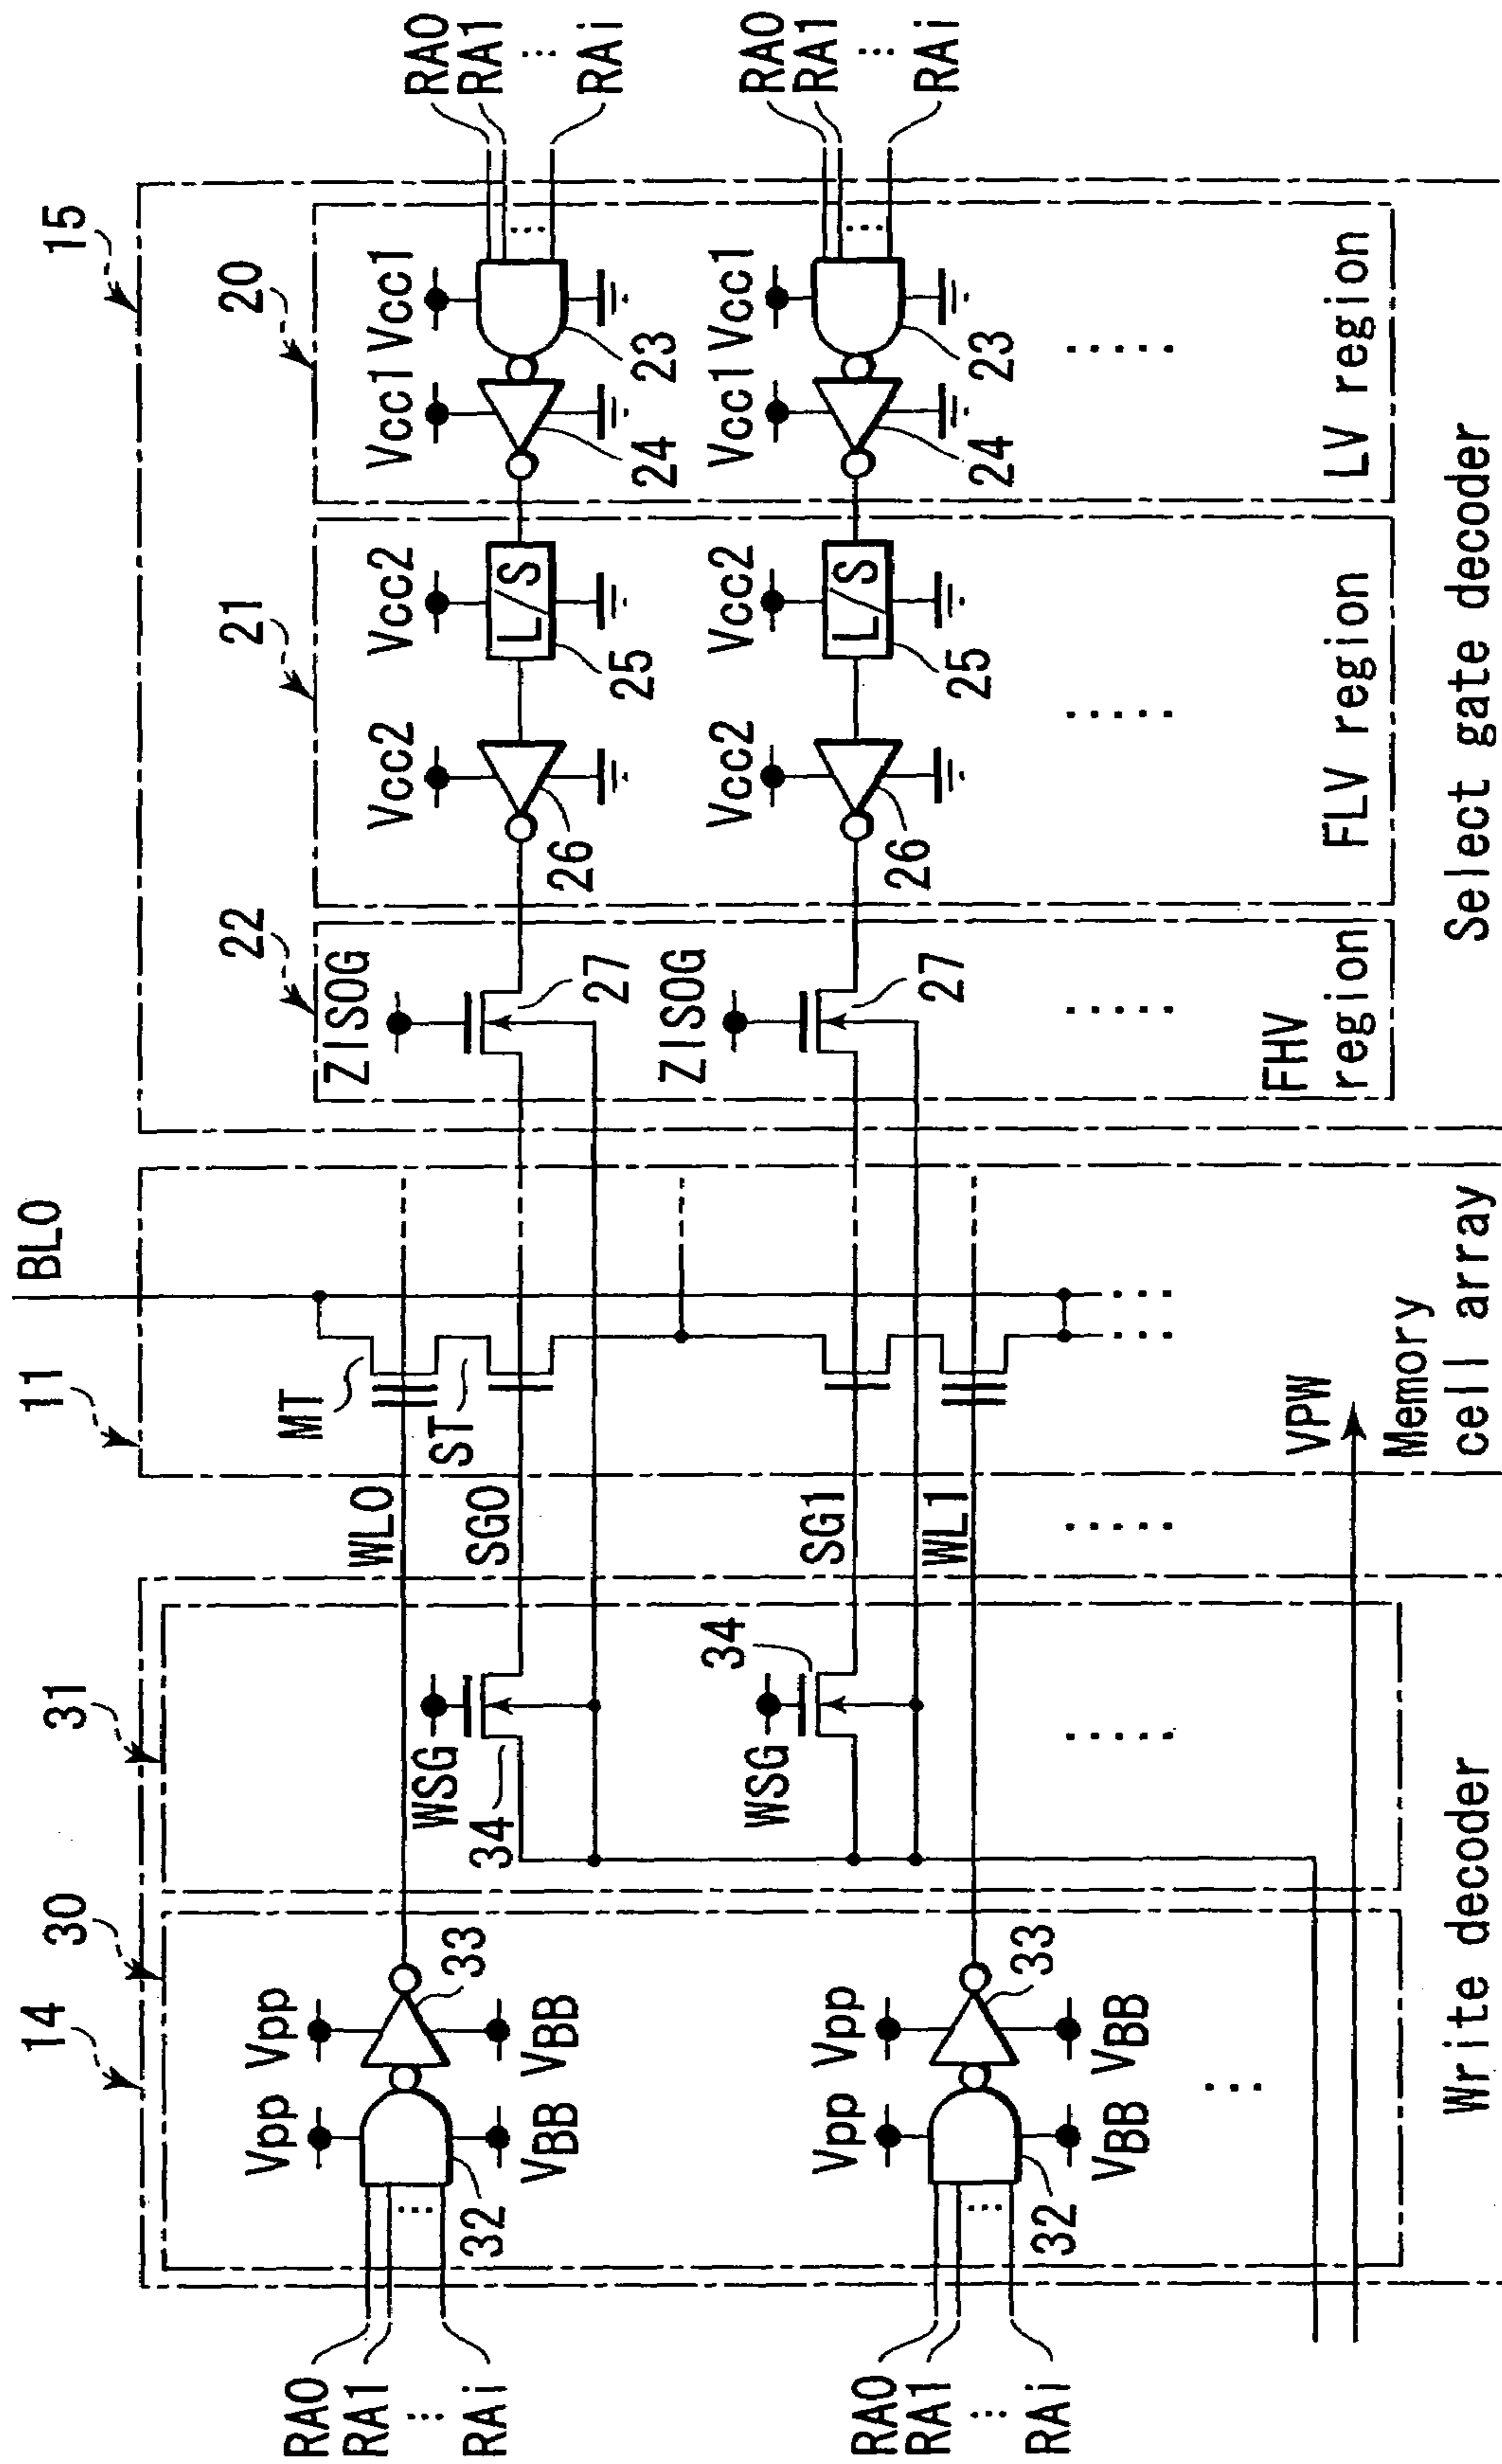 14
30
31
11
BL0
15
22
21
20
RA0
RA1
⋮
RAi
Vpp
Vpp
VBB
VBB
32
33
WSG
34
WL0
SG0
MT
ST
ZISOG
27
Vcc2
26
Vcc2
L/S
25
Vcc1
24
Vcc1
23
RA0
RA1
⋮
RAi
RA0
RA1
⋮
RAi
Vpp
Vpp
VBB
VBB
32
33
WSG
34
SG1
WL1
ZISOG
27
Vcc2
26
Vcc2
L/S
25
Vcc1
24
Vcc1
23
RA0
RA1
⋮
RAi
VPW
Write decoder
Memory
cell array
FHV
region
FLV region
LV region
Select gate decoder